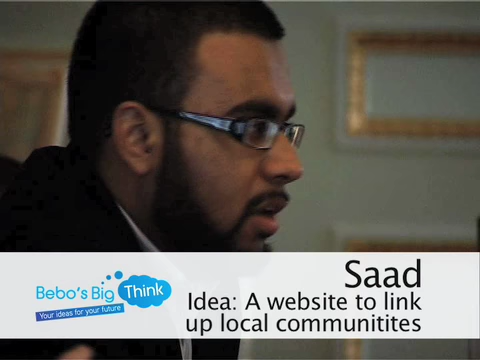 Bebo's Big Think
Your ideas for your future
Saad
Idea: A website to link
up local communitites